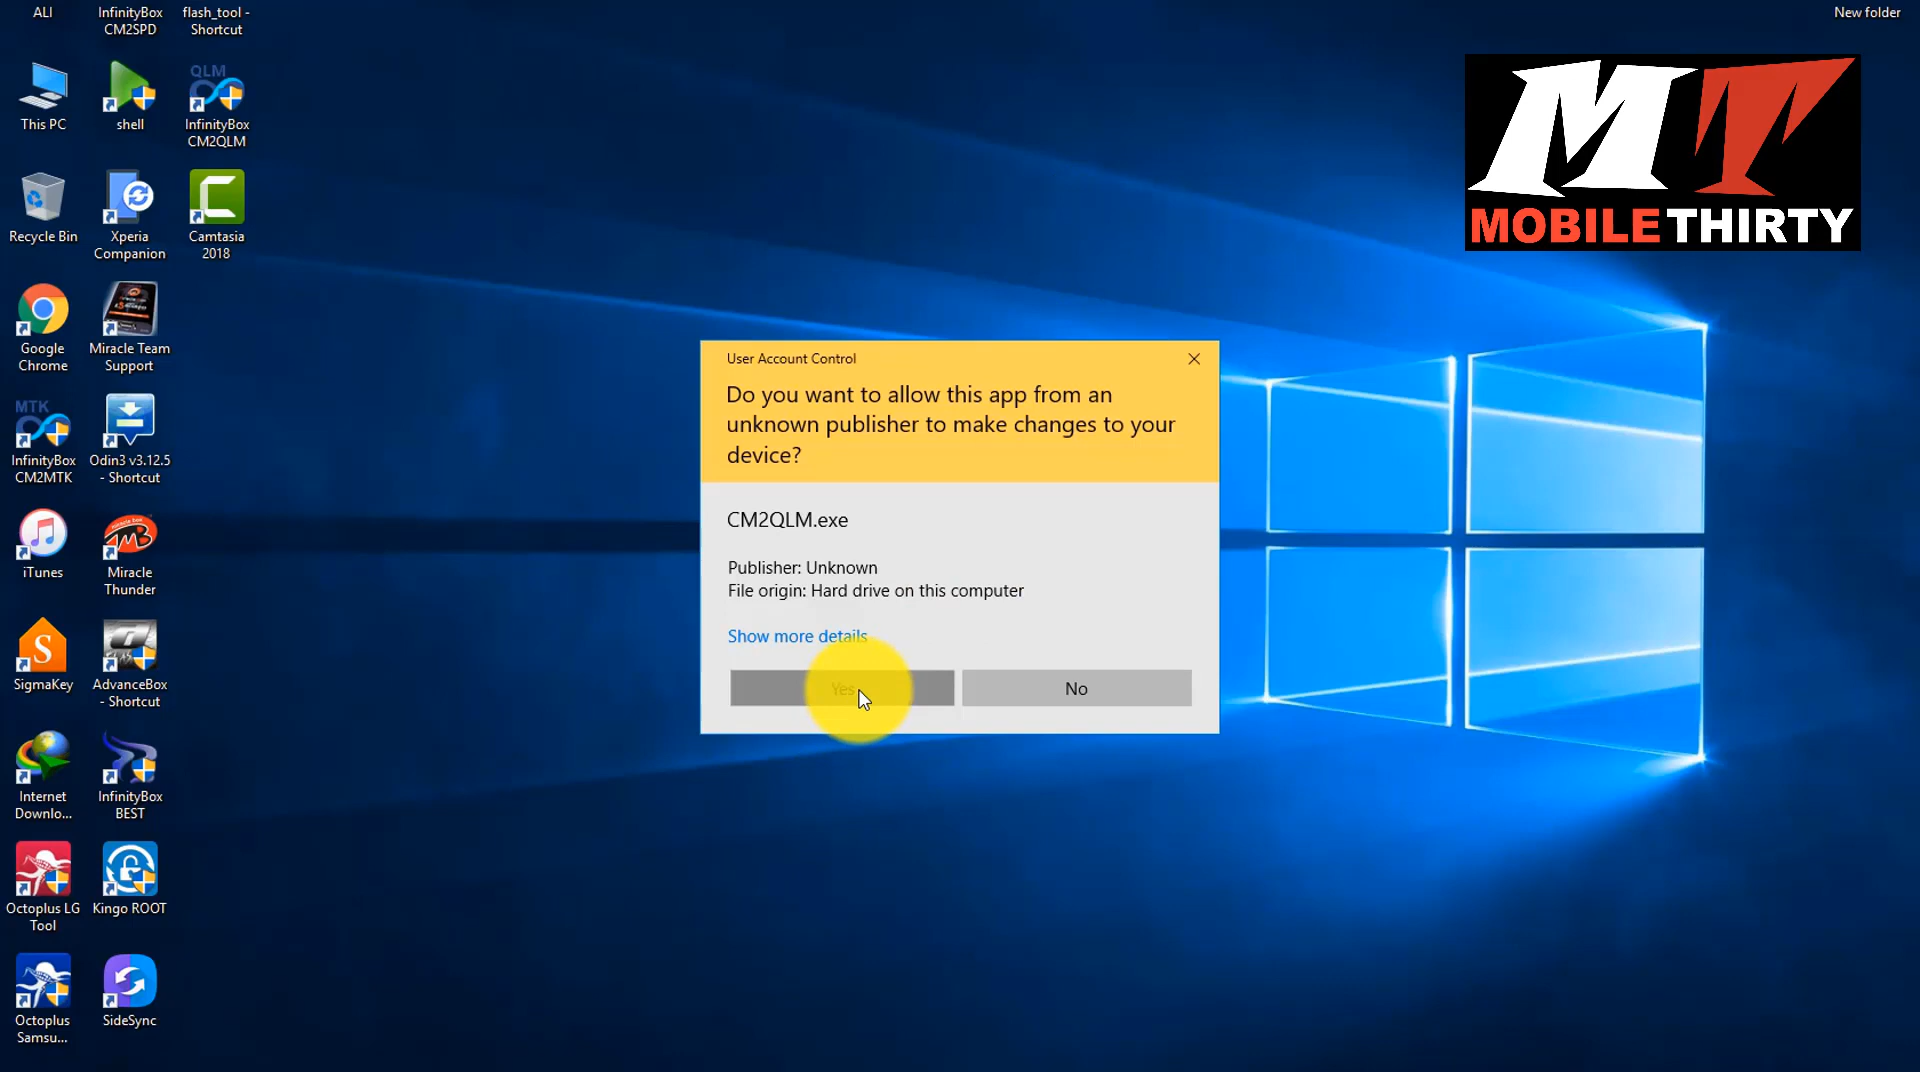 ALI
InfinityBox
CM2SPD
flash_tool -
Shortcut
New folder
This PC
shell
QLM
InfinityBox
CM2QLM
Recycle Bin
Xperia
Companion
Camtasia
2018
Google
Chrome
Miracle Team
Support
MTK
InfinityBox
CM2MTK
Odin3 v3.12.5
- Shortcut
iTunes
Miracle
Thunder
SigmaKey
AdvanceBox
- Shortcut
Internet
Downlo...
InfinityBox
BEST
Octoplus LG
Tool
Kingo ROOT
Octoplus
Samsu...
SideSync
MT
MOBILETHIRTY
User Account Control
Do you want to allow this app from an
unknown publisher to make changes to your
device?
CM2QLM.exe
Publisher: Unknown
File origin: Hard drive on this computer
Show more details
Yes
No